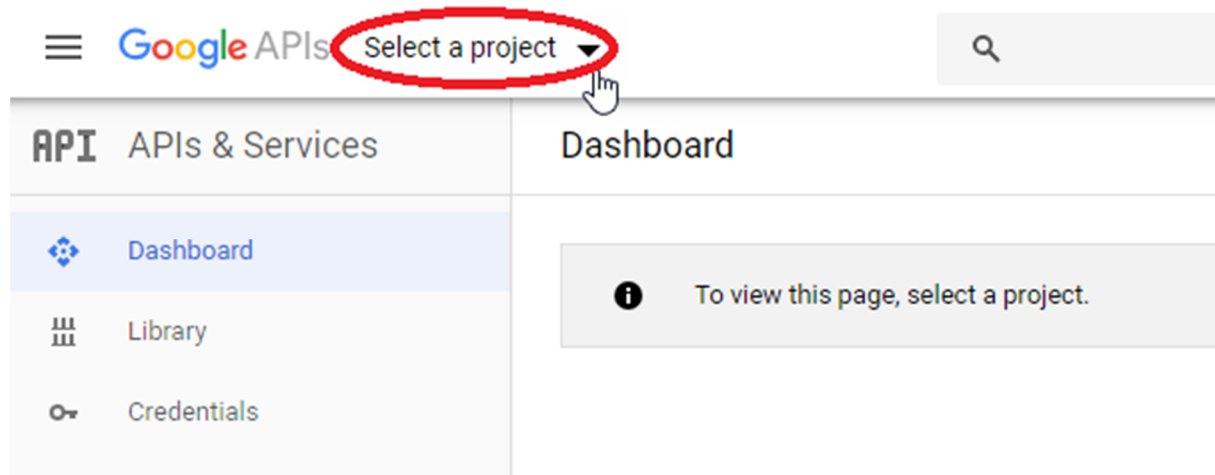 Google APIs Select a project
API APIs & Services Dashboard
Dashboard
To view this page, select a project.
Library
Credentials